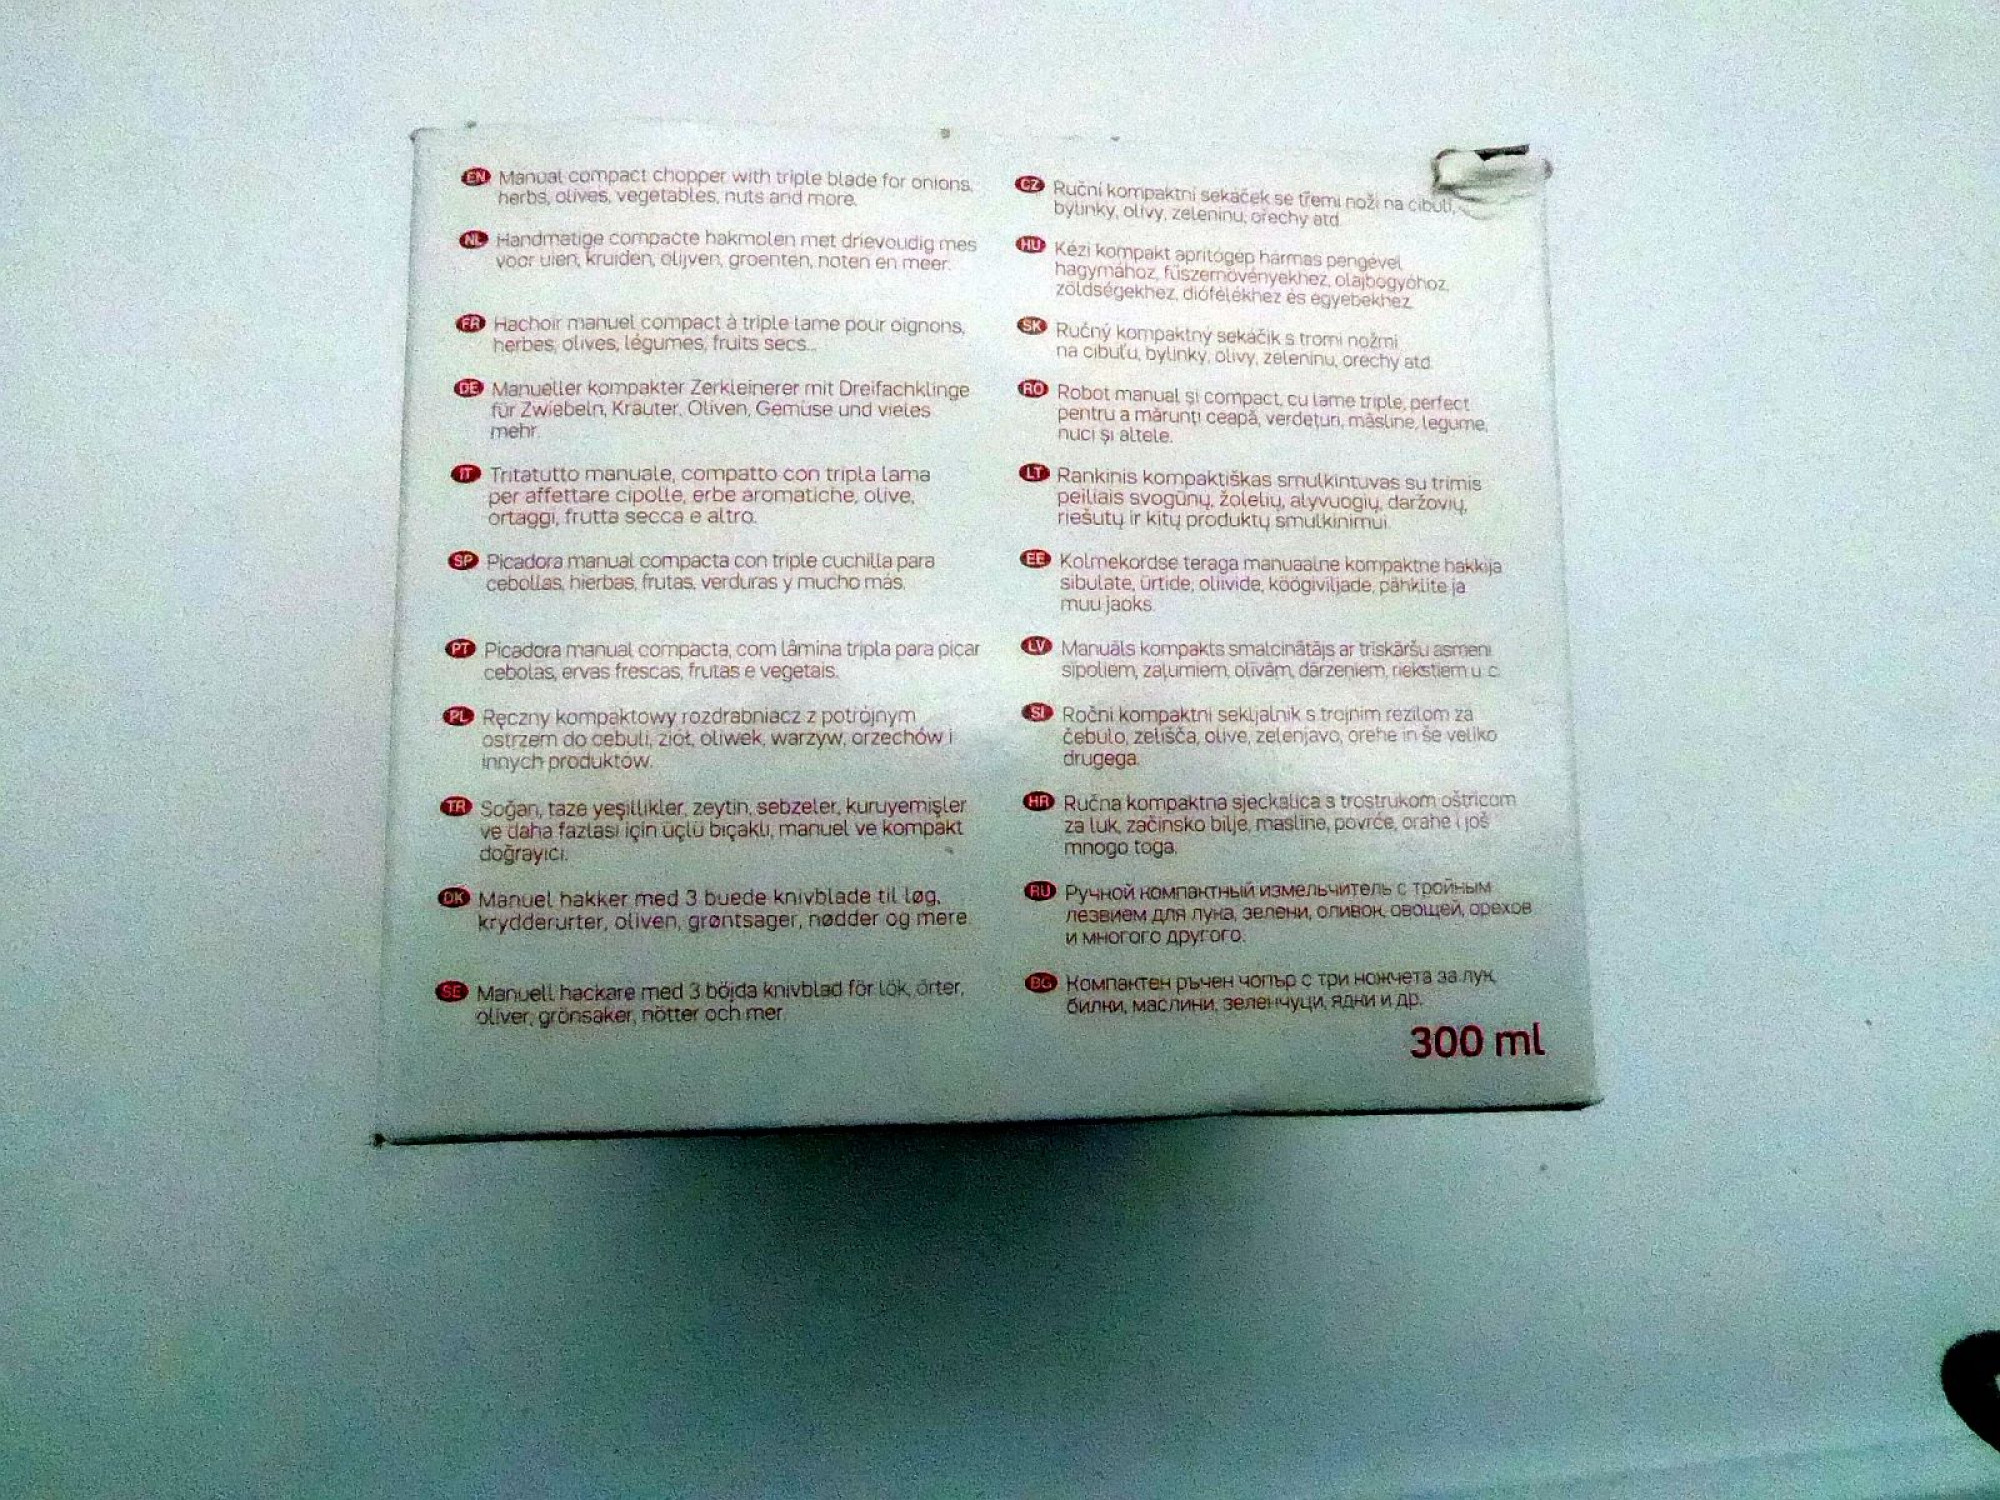 EN Manual compact chopper with triple blade for onions,
herbs, olives, vegetables, nuts and more.
NL Handmatige compacte hakmolen met drievoudig mes
voor uien, kruiden, olijven, groenten, noten en meer.
FR Hachoir manuel compact à triple lame pour oignons,
herbes, olives, légumes, fruits secs...
DE Manueller kompakter Zerkleinerer mit Dreifachklinge
für Zwiebeln, Kräuter, Oliven, Gemüse und vieles
mehr.
IT Tritatutto manuale, compatto con tripla lama
per affettare cipolle, erbe aromatiche, olive,
ortaggi, frutta secca e altro.
SP Picadora manual compacta con triple cuchilla para
cebollas, hierbas, frutas, verduras y mucho más.
PT Picadora manual compacta, com lâmina tripla para picar
cebolas, ervas frescas, frutas e vegetais.
PL Ręczny kompaktowy rozdrabniacz z potrójnym
ostrzem do cebuli, ziół, oliwek, warzyw, orzechów i
innych produktów.
TR Soğan, taze yeşillikler, zeytin, sebzeler, kuruyemişler
ve daha fazlası için üçlü bıçaklı, manuel ve kompakt
doğrayıcı.
DK Manuel hakker med 3 buede knivblade til løg,
krydderurter, oliven, grøntsager, nødder og mere.
SE Manuell hackare med 3 böjda knivblad för lök, örter,
oliver, grönsaker, nötter och mer.
CZ Ruční kompaktní sekáček se třemi noži na cibuli,
bylinky, olivy, zeleninu, ořechy atd.
HU Kézi kompakt aprítógép hármas pengével
hagymához, fűszernövényekhez, olajbogyóhoz,
zöldségekhez, diófélékhez és egyebekhez.
SK Ručný kompaktný sekáčik s tromi nožmi
na cibuľu, bylinky, olivy, zeleninu, orechy atď.
RO Robot manual și compact, cu lame triple, perfect
pentru a mărunți ceapă, verdețuri, măsline, legume,
nuci și altele.
LT Rankinis kompaktiškas smulkintuvas su trimis
peiliais svogūnų, žolelių, alyvuogių, daržovių,
riešutų ir kitų produktų smulkinimui.
EE Kolmekordse teraga manuaalne kompaktne hakkija
sibulate, ürtide, oliivide, köögiviljade, pähklite ja
muu jaoks.
LV Manuāls kompakts smalcinātājs ar trīskāršu asmeni
sīpoliem, zaļumiem, olīvām, dārzeņiem, riekstiem u. c.
SI Ročni kompaktni sekljalnik s trojnim rezilom za
čebulo, zelišča, olive, zelenjavo, orehe in še veliko
drugega.
HR Ručna kompaktna sjeckalica s trostrukom oštricom
za luk, začinsko bilje, masline, povrće, orahe i još
mnogo toga.
RU Ручной компактный измельчитель с тройным
лезвием для лука, зелени, оливок, овощей, орехов
и многого другого.
BG Компактен ръчен чопър с три ножчета за лук,
билки, маслини, зеленчуци, ядки и др.
300 ml